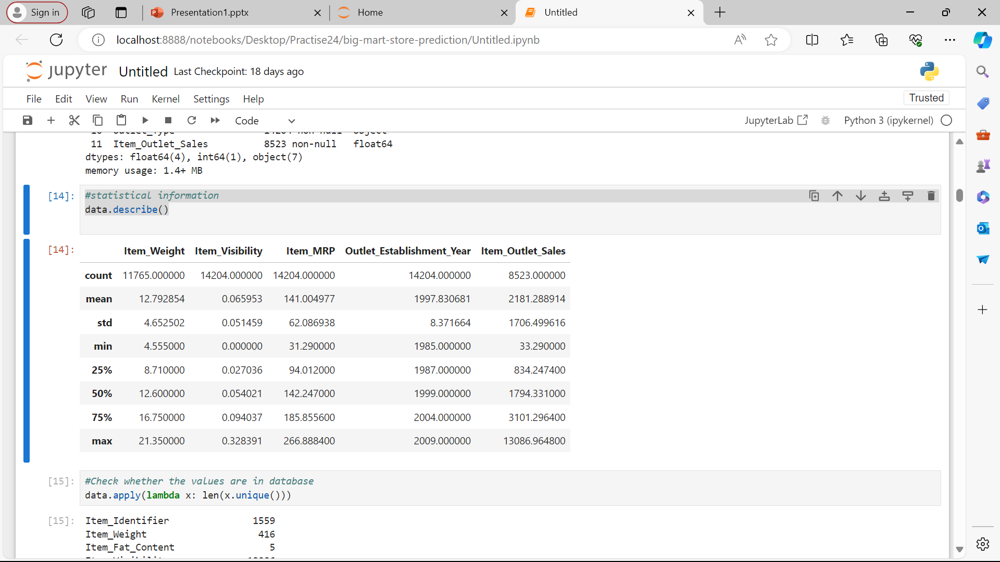 Sign in
Presentation1.pptx
Home
Untitled
localhost:8888/notebooks/Desktop/Practise24/big-mart-store-prediction/Untitled.ipynb
jupyter Untitled Last Checkpoint: 18 days ago
File Edit View Run Kernel Settings Help
Trusted
Code
JupyterLab
Python 3 (ipykernel)
11 Item_Outlet_Sales 8523 non-null float64
dtypes: float64(4), int64(1), object(7)
memory usage: 1.4+ MB
[14]: #statistical information
data.describe()
[14]: Item_Weight Item_Visibility Item_MRP Outlet_Establishment_Year Item_Outlet_Sales
count 11765.000000 14204.000000 14204.000000 14204.000000 8523.000000
mean 12.792854 0.065953 141.004977 1997.830681 2181.288914
std 4.652502 0.051459 62.086938 8.371664 1706.499616
min 4.555000 0.000000 31.290000 1985.000000 33.290000
25% 8.710000 0.027036 94.012000 1987.000000 834.247400
50% 12.600000 0.054021 142.247000 1999.000000 1794.331000
75% 16.750000 0.094037 185.855600 2004.000000 3101.296400
max 21.350000 0.328391 266.888400 2009.000000 13086.964800
[15]: #Check whether the values are in database
data.apply(lambda x: len(x.unique()))
[15]: Item_Identifier 1559
Item_Weight 416
Item_Fat_Content 5